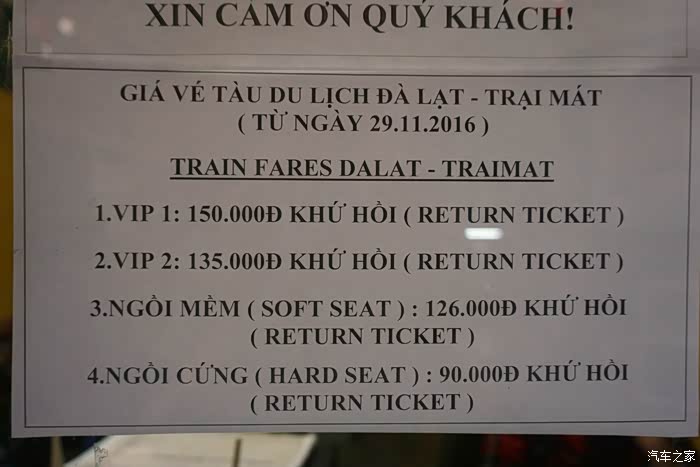 XIN CẢM ƠN QUÝ KHÁCH!
GIÁ VÉ TÀU DU LỊCH ĐÀ LẠT - TRẠI MÁT
( TỪ NGÀY 29.11.2016 )
TRAIN FARES DALAT - TRAIMAT
1.VIP 1: 150.000Đ KHỨ HỒI ( RETURN TICKET )
2.VIP 2: 135.000Đ KHỨ HỒI ( RETURN TICKET )
3.NGỒI MỀM ( SOFT SEAT ) : 126.000Đ KHỨ HỒI
( RETURN TICKET )
4.NGỒI CỨNG ( HARD SEAT ) : 90.000Đ KHỨ HỒI
( RETURN TICKET )
汽车之家